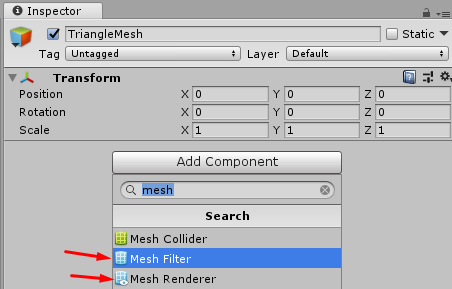 Inspector
TriangleMesh Static
Tag Untagged Layer Default
Transform
Position X 0 Y 0 Z 0
Rotation X 0 Y 0 Z 0
Scale X 1 Y 1 Z 1
Add Component
mesh
Search
Mesh Collider
Mesh Filter
Mesh Renderer